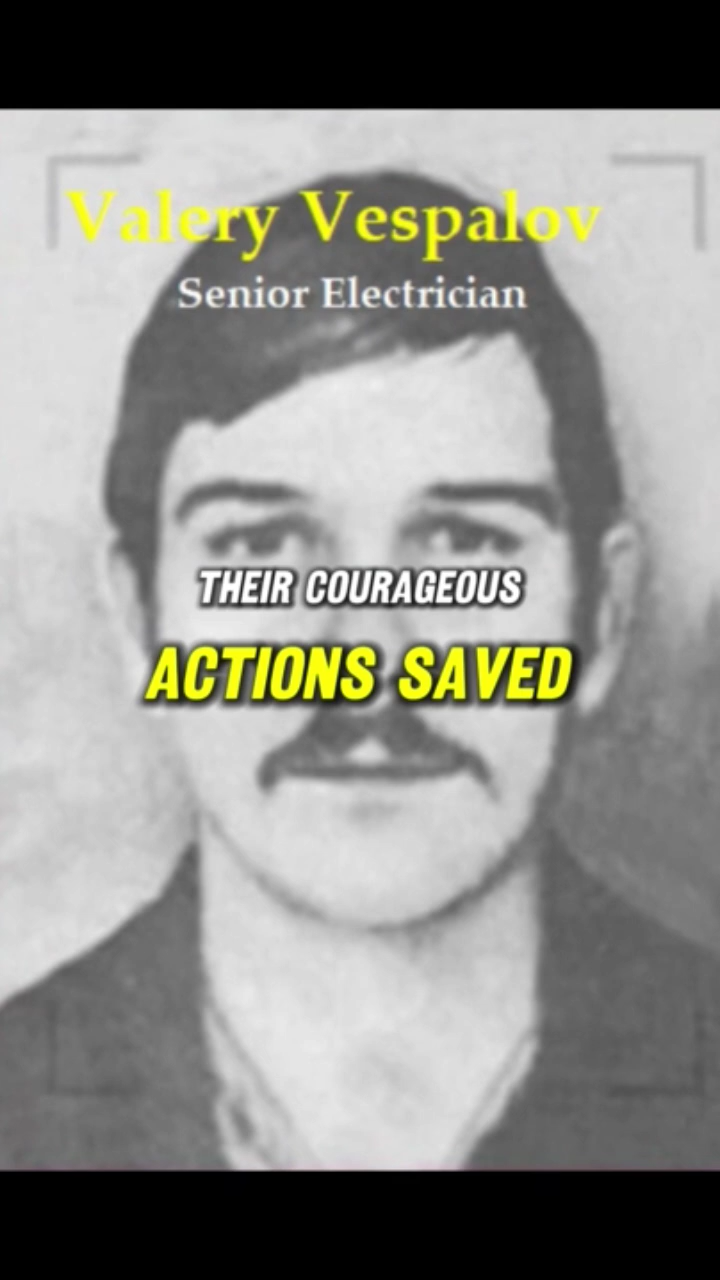 Valery Vespalov
Senior Electrician
THEIR COURAGEOUS
ACTIONS SAVED